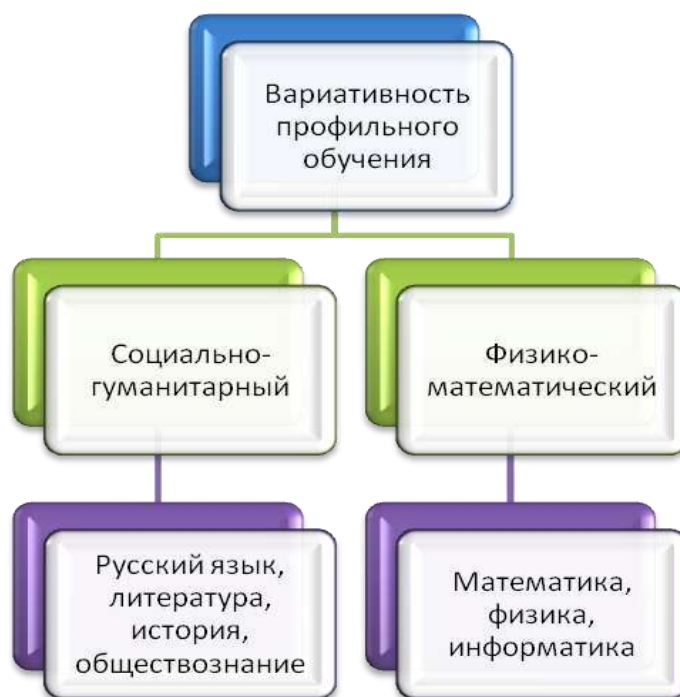 Вариативность
профильного
обучения
Социально-
гуманитарный
Физико-
математический
Русский язык,
литература,
история,
обществознание
Математика,
физика,
информатика